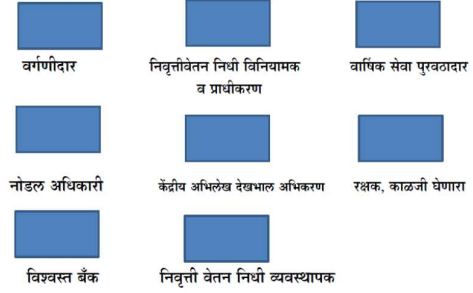 वर्गणीदार
निवृत्तीवेतन निधी विनियामक
व प्राधीकरण
वार्षिक सेवा पुरवठादार
नोडल अधिकारी
केंद्रीय अभिलेख देखभाल अभिकरण
रक्षक, काळजी घेणारा
विश्वस्त बँक
निवृत्ती वेतन निधी व्यवस्थापक